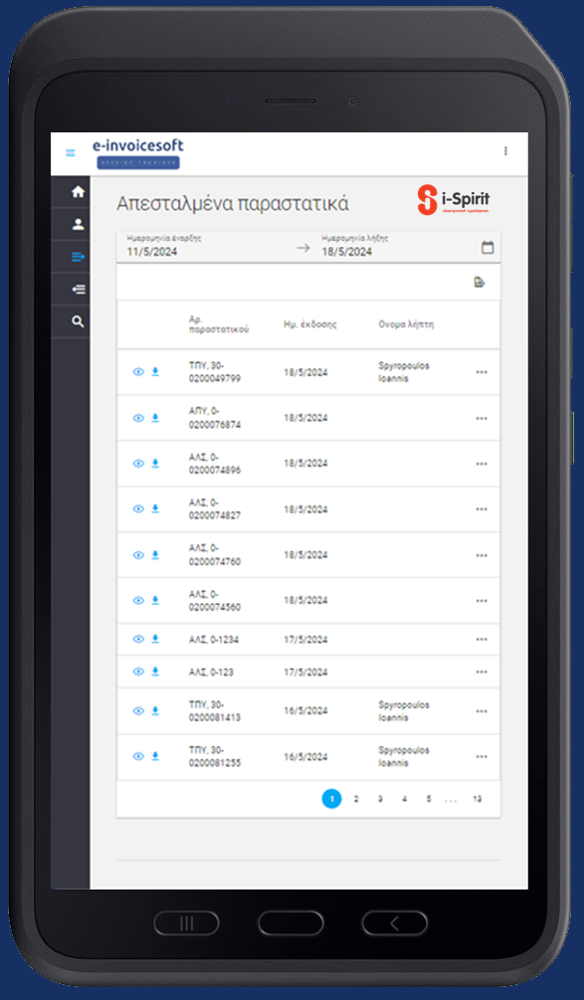 e-invoicesoft
i-Spirit
Απεσταλμένα παραστατικά
Ημερομηνία έναρξης
Ημερομηνία λήξης
11/5/2024
18/5/2024
Αρ.
παραστατικού
Ημ. έκδοσης
Ονομα λήπτη
ΤΠΥ, 30-
0200049799
18/5/2024
Spyropoulos
Ioannis
ΑΠΥ, 0-
0200076874
18/5/2024
ΑΛΣ, 0-
0200074896
18/5/2024
ΑΛΣ, 0-
0200074827
18/5/2024
ΑΛΣ, 0-
0200074760
18/5/2024
ΑΛΣ, 0-
0200074560
18/5/2024
ΑΛΣ, 0-1234
17/5/2024
ΑΛΣ, 0-123
17/5/2024
ΤΠΥ, 30-
0200081413
16/5/2024
Spyropoulos
Ioannis
ΤΠΥ, 30-
0200081255
16/5/2024
Spyropoulos
Ioannis
1 2 3 4 5 ... 13